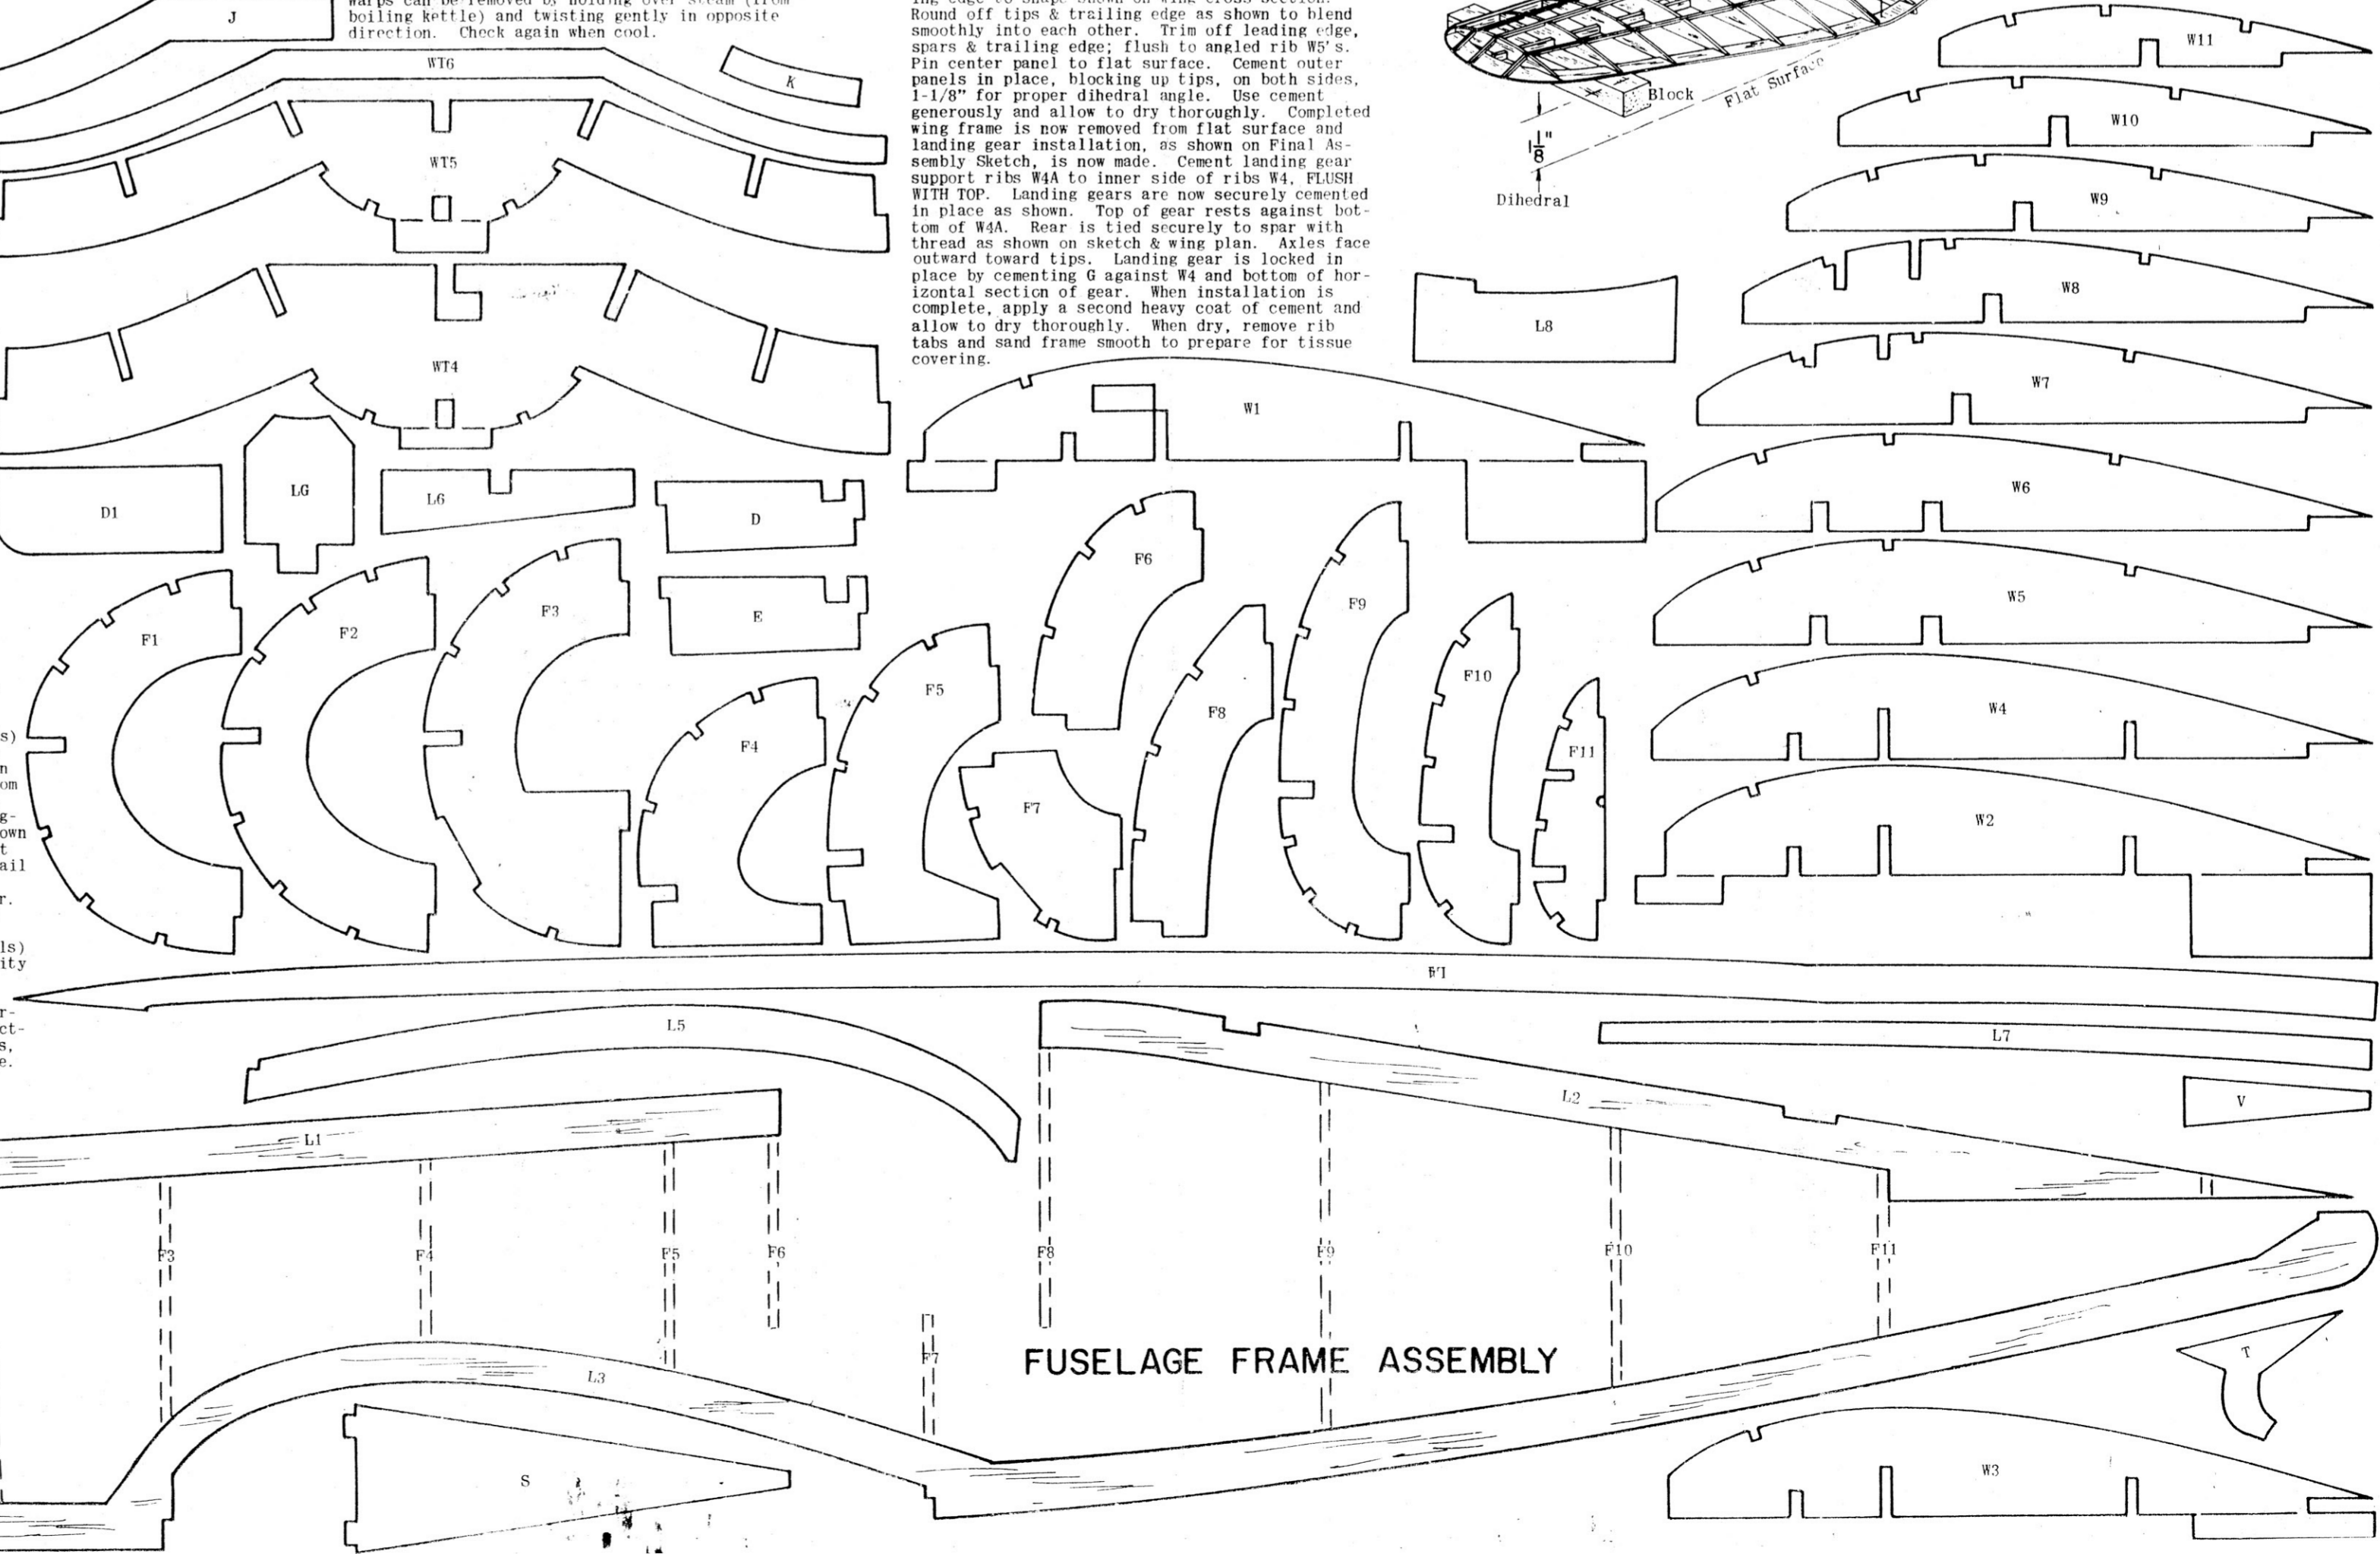 boiling kettle) and twisting gently in opposite
direction. Check again when cool.
Round off tips & trailing edge as shown to blend
smoothly into each other. Trim off leading edge,
spars & trailing edge; flush to angled rib W5's.
Pin center panel to flat surface. Cement outer
panels in place, blocking up tips, on both sides,
1-1/8" for proper dihedral angle. Use cement
generously and allow to dry thoroughly. Completed
wing frame is now removed from flat surface and
landing gear installation, as shown on Final As-
sembly Sketch, is now made. Cement landing gear
support ribs W4A to inner side of ribs W4, FLUSH
WITH TOP. Landing gears are now securely cemented
in place as shown. Top of gear rests against bot-
tom of W4A. Rear is tied securely to spar with
thread as shown on sketch & wing plan. Axles face
outward toward tips. Landing gear is locked in
place by cementing G against W4 and bottom of hor-
izontal section of gear. When installation is
complete, apply a second heavy coat of cement and
allow to dry thoroughly. When dry, remove rib
tabs and sand frame smooth to prepare for tissue
covering.
Block
Flat Surface
1 1/8"
Dihedral
J
WT6
K
WT5
WT4
W11
W10
W9
W8
L8
W7
W1
W6
D1
LG
L6
D
F6
F9
W5
E
F1
F2
F3
F5
F8
F10
W4
F4
F11
F7
W2
s)
n
om
g-
own
t
ail
r.
ls)
ity
r-
ct-
s,
e.
L4
L5
L7
L2
V
L1
F3
F4
F5
F6
F8
F9
F10
F11
F7
FUSELAGE FRAME ASSEMBLY
L3
T
S
W3